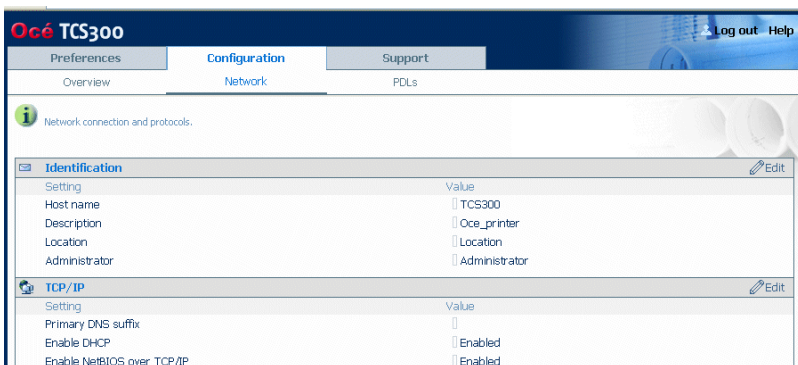 Océ TCS300
Log out Help
Preferences Configuration Support
Overview Network PDLs
Network connection and protocols.
Identification Edit
Setting Value
Host name TCS300
Description Oce_printer
Location Location
Administrator Administrator
TCP/IP Edit
Setting Value
Primary DNS suffix
Enable DHCP Enabled
Enable NetBIOS over TCP/IP Enabled